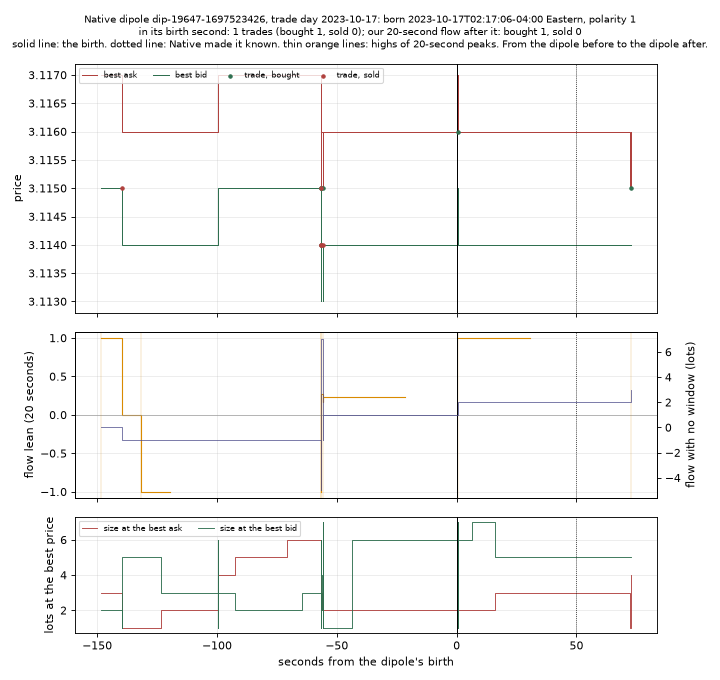 Native dipole dip-19647-1697523426, trade day 2023-10-17: born 2023-10-17T02:17:06-04:00 Eastern, polarity 1
in its birth second: 1 trades (bought 1, sold 0); our 20-second flow after it: bought 1, sold 0
solid line: the birth. dotted line: Native made it known. thin orange lines: highs of 20-second peaks. From the dipole before to the dipole after.
best ask best bid trade, bought trade, sold
3.1170
3.1165
3.1160
3.1155
3.1150
3.1145
3.1140
3.1135
3.1130
price
1.0
0.5
0.0
−0.5
−1.0
flow lean (20 seconds)
6
4
2
0
−2
−4
flow with no window (lots)
size at the best ask size at the best bid
6
4
2
lots at the best price
−150 −100 −50 0 50
seconds from the dipole's birth